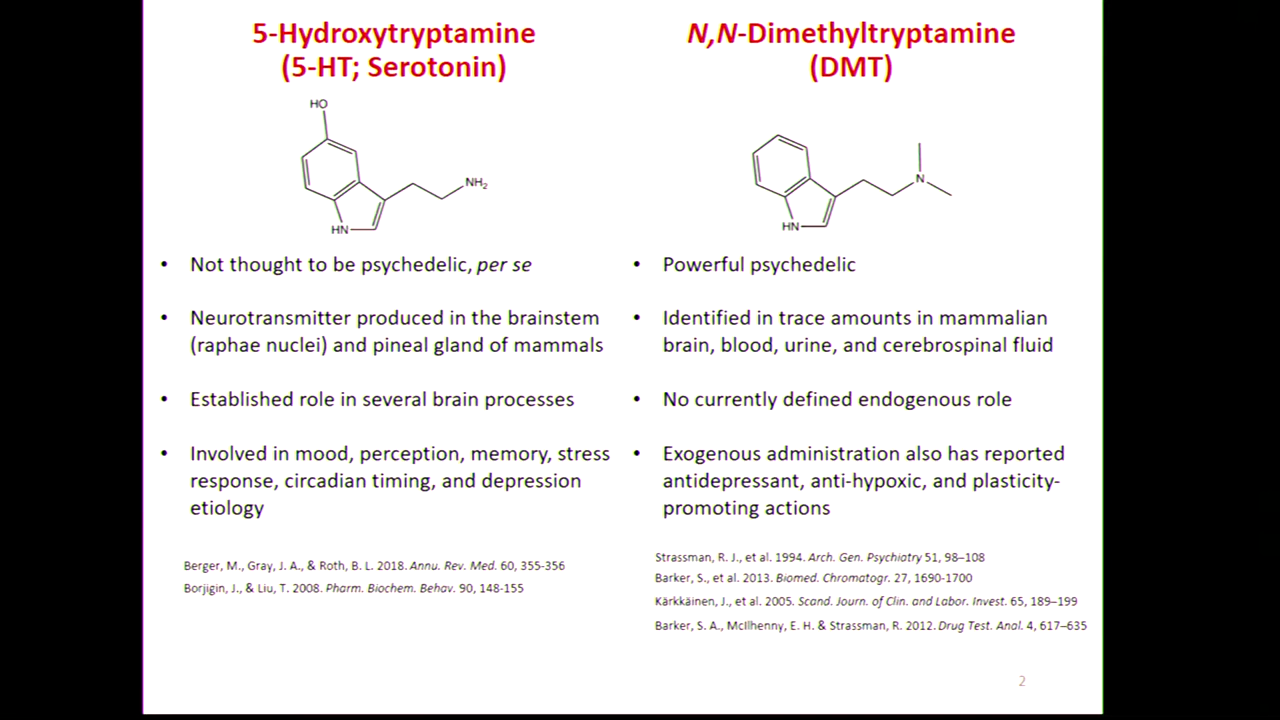 5-Hydroxytryptamine
(5-HT; Serotonin)
HO
NH2
HN
• Not thought to be psychedelic, per se
• Neurotransmitter produced in the brainstem
(raphae nuclei) and pineal gland of mammals
• Established role in several brain processes
• Involved in mood, perception, memory, stress
response, circadian timing, and depression
etiology
Berger, M., Gray, J. A., & Roth, B. L. 2018. Annu. Rev. Med. 60, 355-356
Borjigin, J., & Liu, T. 2008. Pharm. Biochem. Behav. 90, 148-155
N,N-Dimethyltryptamine
(DMT)
N
HN
• Powerful psychedelic
• Identified in trace amounts in mammalian
brain, blood, urine, and cerebrospinal fluid
• No currently defined endogenous role
• Exogenous administration also has reported
antidepressant, anti-hypoxic, and plasticity-
promoting actions
Strassman, R. J., et al. 1994. Arch. Gen. Psychiatry 51, 98–108
Barker, S., et al. 2013. Biomed. Chromatogr. 27, 1690-1700
Kärkkäinen, J., et al. 2005. Scand. Journ. of Clin. and Labor. Invest. 65, 189–199
Barker, S. A., McIlhenny, E. H. & Strassman, R. 2012. Drug Test. Anal. 4, 617–635
2